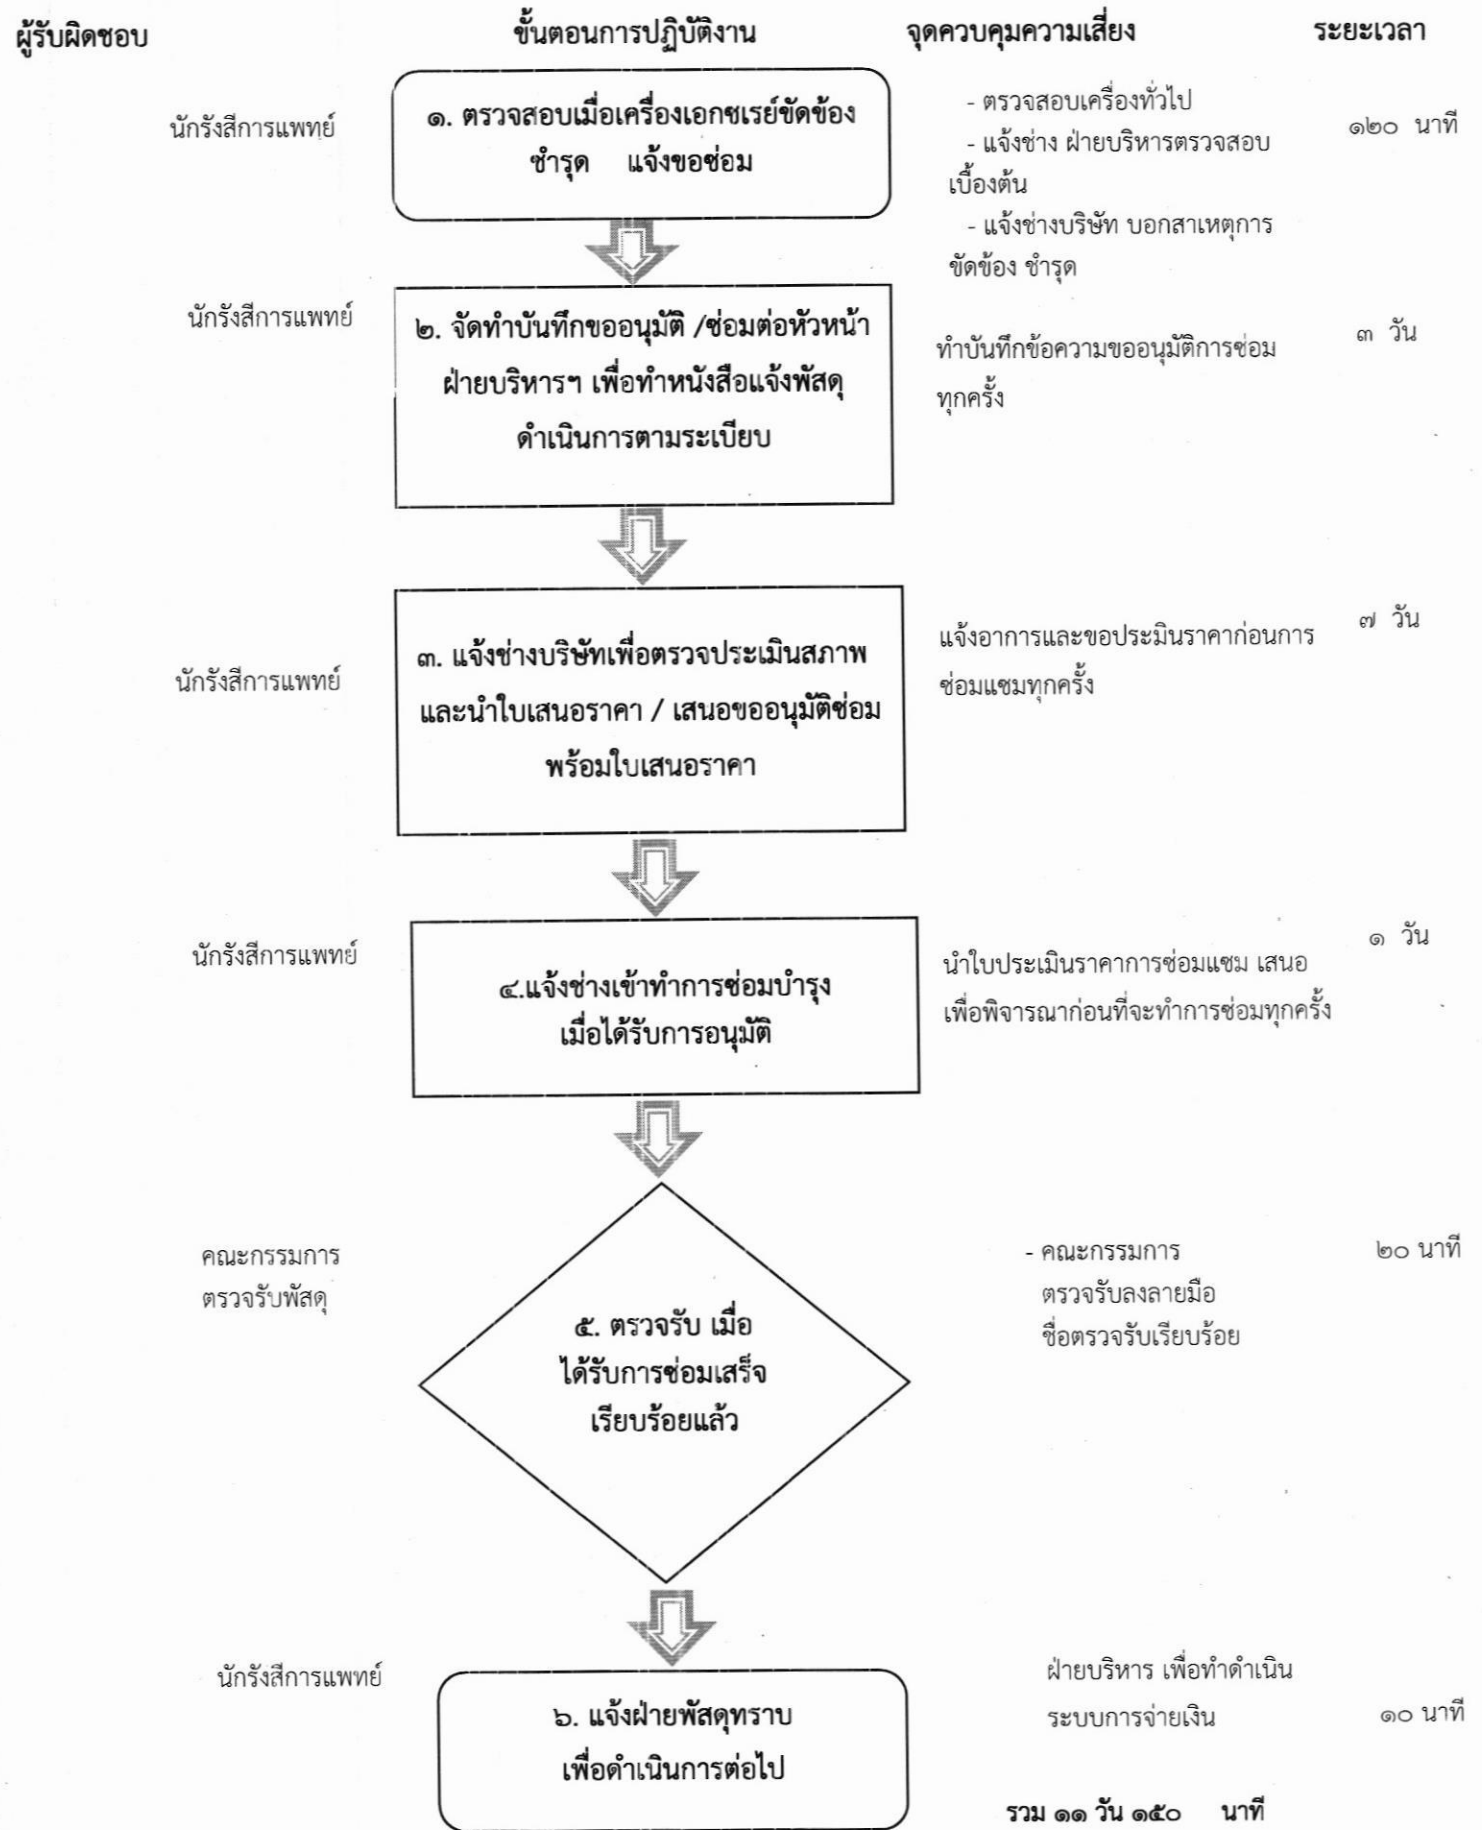 ผู้รับผิดชอบ ขั้นตอนการปฏิบัติงาน จุดควบคุมความเสี่ยง ระยะเวลา
นักรังสีการแพทย์
๑. ตรวจสอบเมื่อเครื่องเอกซเรย์ขัดข้อง
ชำรุด แจ้งขอซ่อม
- ตรวจสอบเครื่องทั่วไป
- แจ้งช่าง ฝ่ายบริหารตรวจสอบ
เบื้องต้น
- แจ้งช่างบริษัท บอกสาเหตุการ
ขัดข้อง ชำรุด
๑๒๐ นาที
นักรังสีการแพทย์
๒. จัดทำบันทึกขออนุมัติ /ซ่อมต่อหัวหน้า
ฝ่ายบริหารฯ เพื่อทำหนังสือแจ้งพัสดุ
ดำเนินการตามระเบียบ
ทำบันทึกข้อความขออนุมัติการซ่อม
ทุกครั้ง
๓ วัน
นักรังสีการแพทย์
๓. แจ้งช่างบริษัทเพื่อตรวจประเมินสภาพ
และนำใบเสนอราคา / เสนอขออนุมัติซ่อม
พร้อมใบเสนอราคา
แจ้งอาการและขอประมินราคาก่อนการ
ซ่อมแซมทุกครั้ง
๗ วัน
นักรังสีการแพทย์
๔.แจ้งช่างเข้าทำการซ่อมบำรุง
เมื่อได้รับการอนุมัติ
นำใบประเมินราคาการซ่อมแซม เสนอ
เพื่อพิจารณาก่อนที่จะทำการซ่อมทุกครั้ง
๑ วัน
คณะกรรมการ
ตรวจรับพัสดุ
๕. ตรวจรับ เมื่อ
ได้รับการซ่อมเสร็จ
เรียบร้อยแล้ว
- คณะกรรมการ
ตรวจรับลงลายมือ
ชื่อตรวจรับเรียบร้อย
๒๐ นาที
นักรังสีการแพทย์
๖. แจ้งฝ่ายพัสดุทราบ
เพื่อดำเนินการต่อไป
ฝ่ายบริหาร เพื่อทำดำเนิน
ระบบการจ่ายเงิน
๑๐ นาที
รวม ๑๑ วัน ๑๕๐ นาที